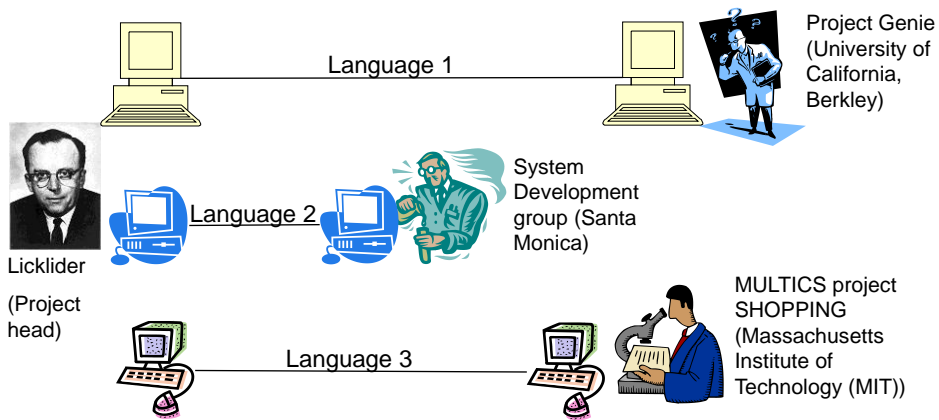 Project Genie
(University of
California,
Berkley)
Language 1
System
Development
group (Santa
Monica)
Language 2
Licklider
(Project
head)
MULTICS project
SHOPPING
(Massachusetts
Institute of
Technology (MIT))
Language 3